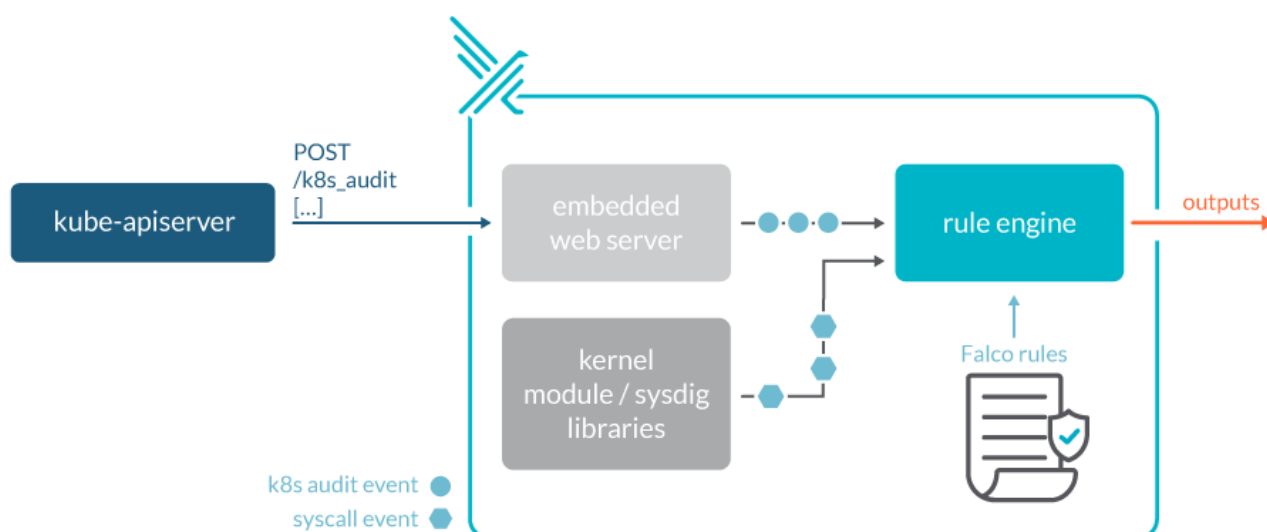 POST
/k8s_audit
[...]
kube-apiserver
embedded
web server
rule engine
outputs
kernel
module / sysdig
libraries
Falco rules
k8s audit event
syscall event